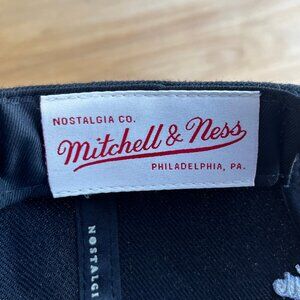 NOSTALGIA CO.
Mitchell & Ness
PHILADELPHIA, PA.
NOSTALGI